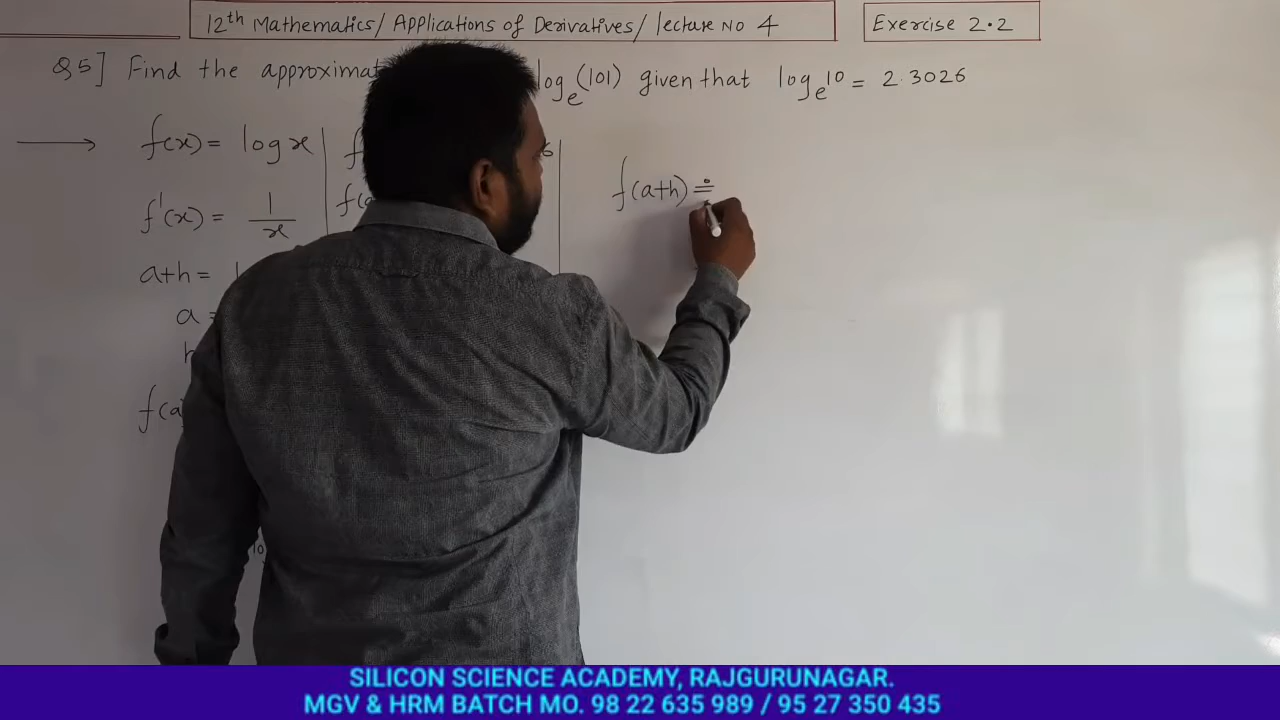 12th Mathematics / Applications of Derivatives / lecture No 4
Exercise 2.2
Q5] Find the log e (101) given that log e 10 = 2.3026
f(x) = log x
f'(x) = 1/x
a+h =
a =
f(a
f(a+h) ≑
SILICON SCIENCE ACADEMY, RAJGURUNAGAR.
MGV & HRM BATCH MO. 98 22 635 989 / 95 27 350 435